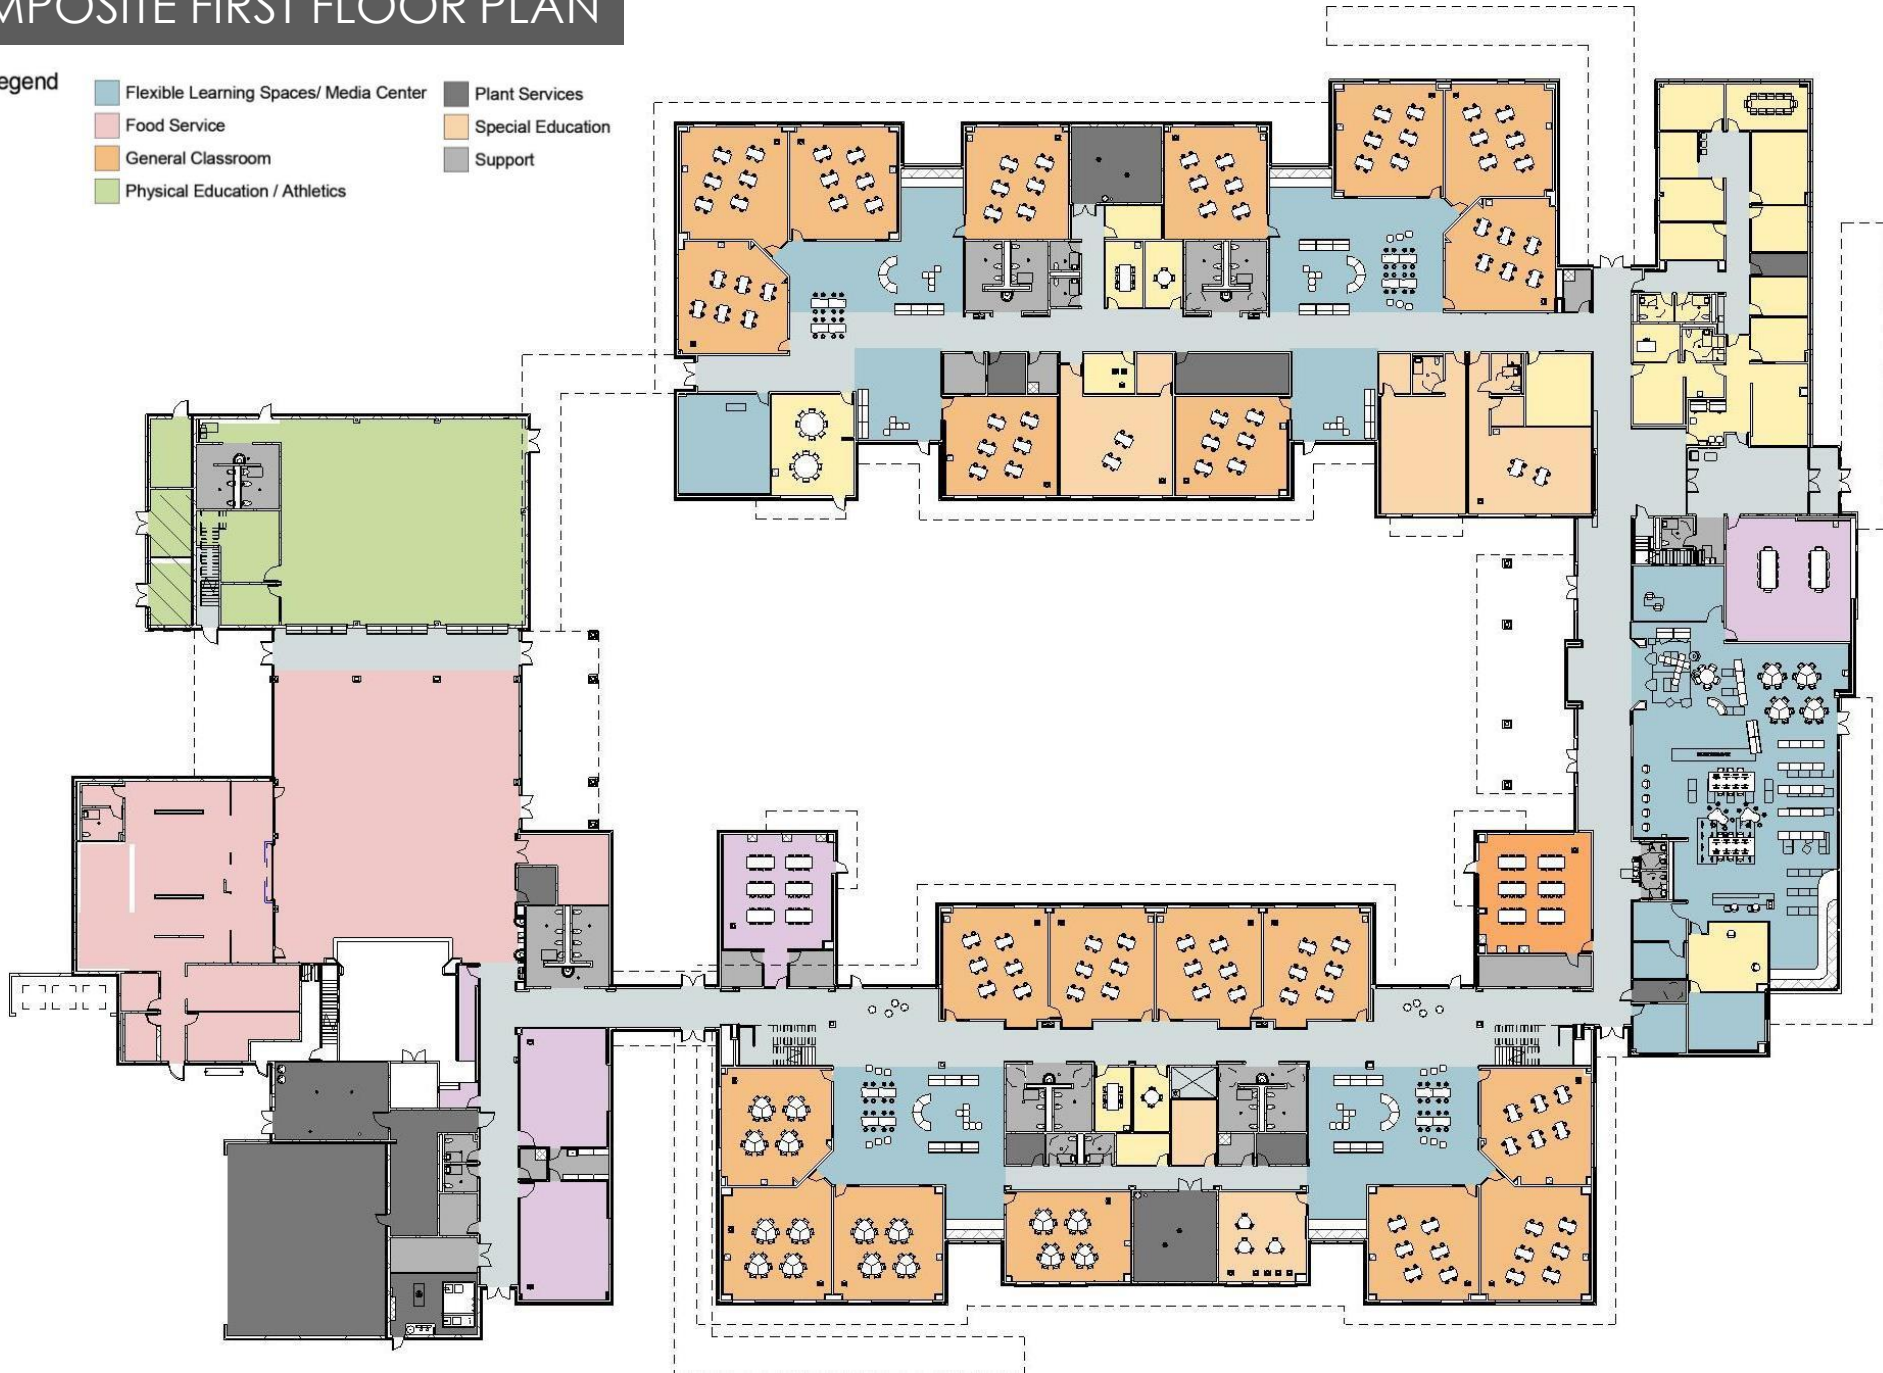 MPOSITE FIRST FLOOR PLAN
egend
Flexible Learning Spaces/ Media Center
Food Service
General Classroom
Physical Education / Athletics
Plant Services
Special Education
Support